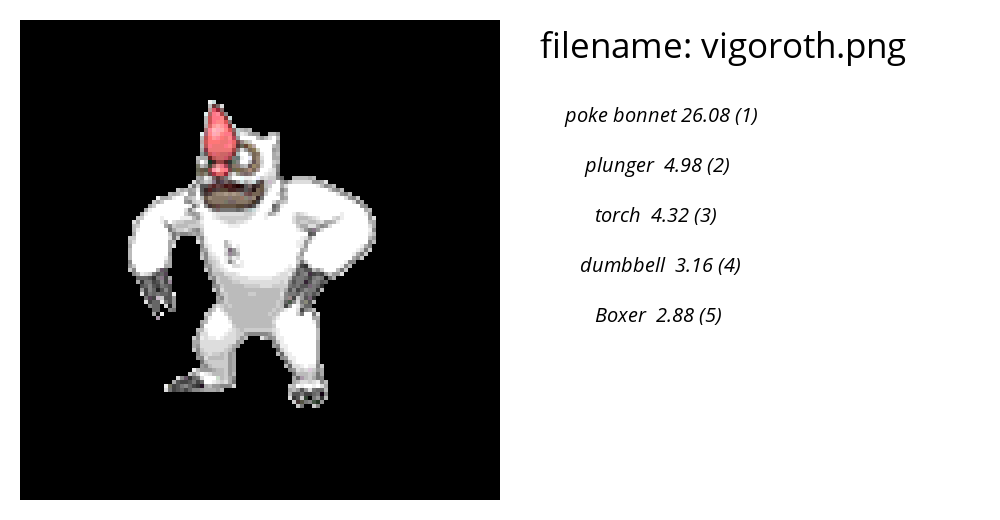 filename: vigoroth.png
poke bonnet 26.08 (1)
plunger 4.98 (2)
torch 4.32 (3)
dumbbell 3.16 (4)
Boxer 2.88 (5)